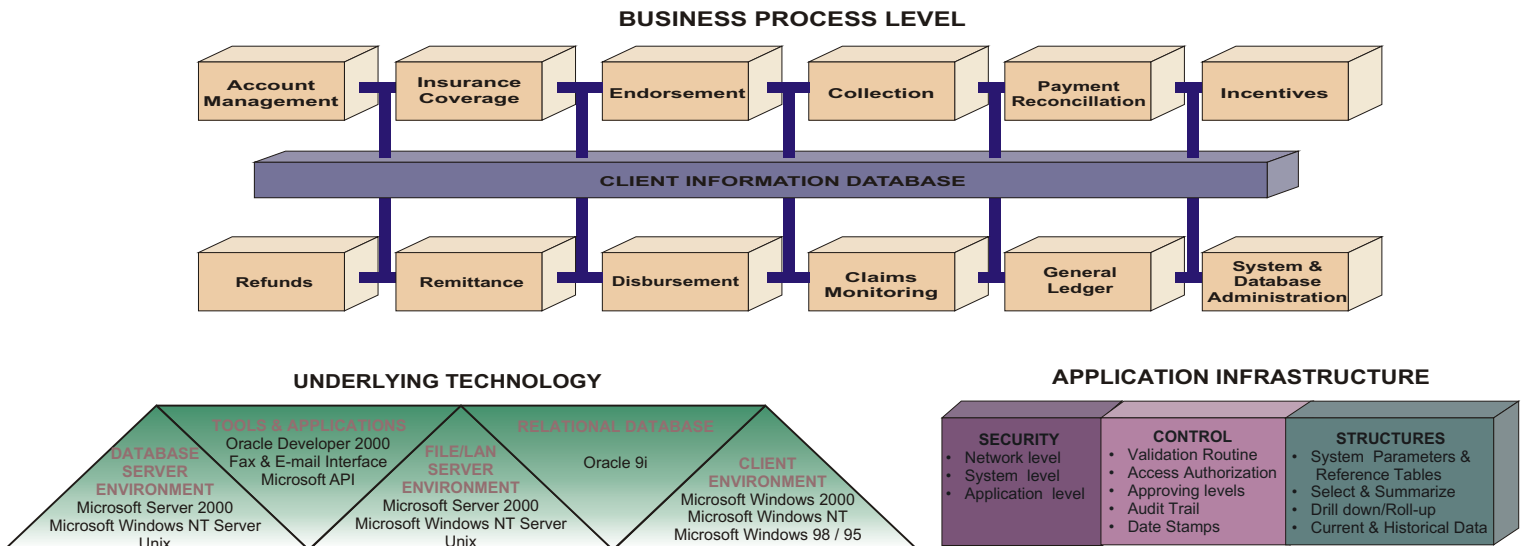 BUSINESS PROCESS LEVEL
Account
Management
Insurance
Coverage
Endorsement
Collection
Payment
Reconcillation
Incentives
CLIENT INFORMATION DATABASE
Refunds
Remittance
Disbursement
Claims
Monitoring
General
Ledger
System &
Database
Administration
UNDERLYING TECHNOLOGY
DATABASE
SERVER
ENVIRONMENT
Microsoft Server 2000
Microsoft Windows NT Server
Unix
TOOLS & APPLICATIONS
Oracle Developer 2000
Fax & E-mail Interface
Microsoft API
FILE/LAN
SERVER
ENVIRONMENT
Microsoft Server 2000
Microsoft Windows NT Server
Unix
RELATIONAL DATABASE
Oracle 9i
CLIENT
ENVIRONMENT
Microsoft Windows 2000
Microsoft Windows NT
Microsoft Windows 98 / 95
APPLICATION INFRASTRUCTURE
SECURITY
• Network level
• System level
• Application level
CONTROL
• Validation Routine
• Access Authorization
• Approving levels
• Audit Trail
• Date Stamps
STRUCTURES
• System Parameters &
Reference Tables
• Select & Summarize
• Drill down/Roll-up
• Current & Historical Data